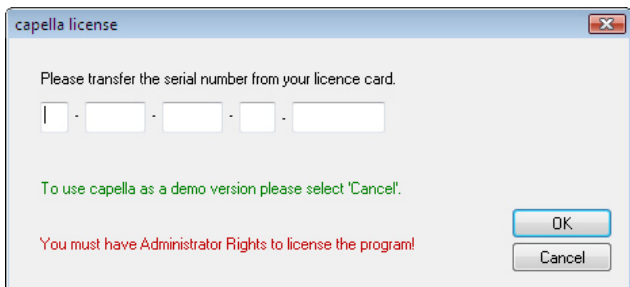 capella license
Please transfer the serial number from your licence card.
- - - -
To use capella as a demo version please select 'Cancel'.
You must have Administrator Rights to license the program!
OK
Cancel